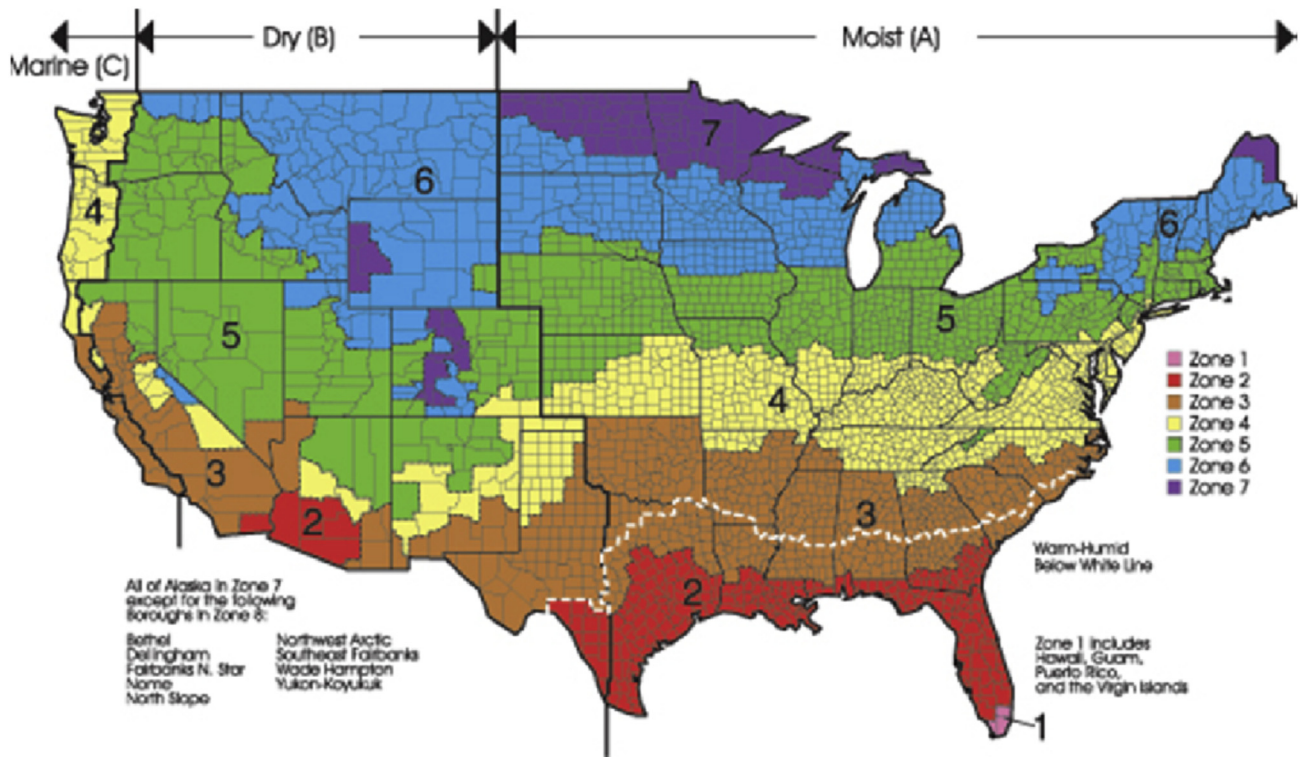 Dry (B)
Moist (A)
Marine (C)
7
6
4
6
5
5
4
3
3
2
2
1
Zone 1
Zone 2
Zone 3
Zone 4
Zone 5
Zone 6
Zone 7
Warm-Humid
Below White Line
All of Alaska in Zone 7
except for the following
Boroughs in Zone 8:
Bethel
Dellingham
Fairbanks N. Star
Nome
North Slope
Northwest Arctic
Southeast Fairbanks
Wade Hampton
Yukon-Koyukuk
Zone 1 includes
Hawaii, Guam,
Puerto Rico,
and the Virgin Islands